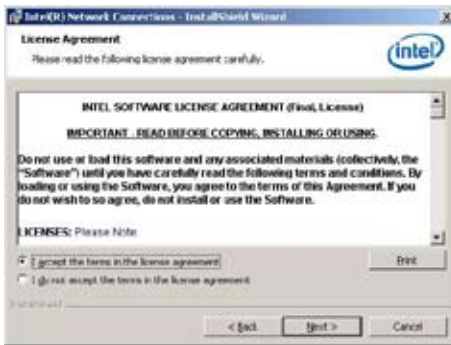 Intel(R) Network Connections - InstallShield Wizard
License Agreement
Please read the following license agreement carefully.
intel
INTEL SOFTWARE LICENSE AGREEMENT (Final, License)
IMPORTANT - READ BEFORE COPYING, INSTALLING OR USING.
Do not use or load this software and any associated materials (collectively, the
"Software") until you have carefully read the following terms and conditions. By
loading or using the Software, you agree to the terms of this Agreement. If you
do not wish to so agree, do not install or use the Software.
LICENSES: Please Note
I accept the terms in the license agreement
Print
I do not accept the terms in the license agreement
InstallShield
< Back
Next >
Cancel